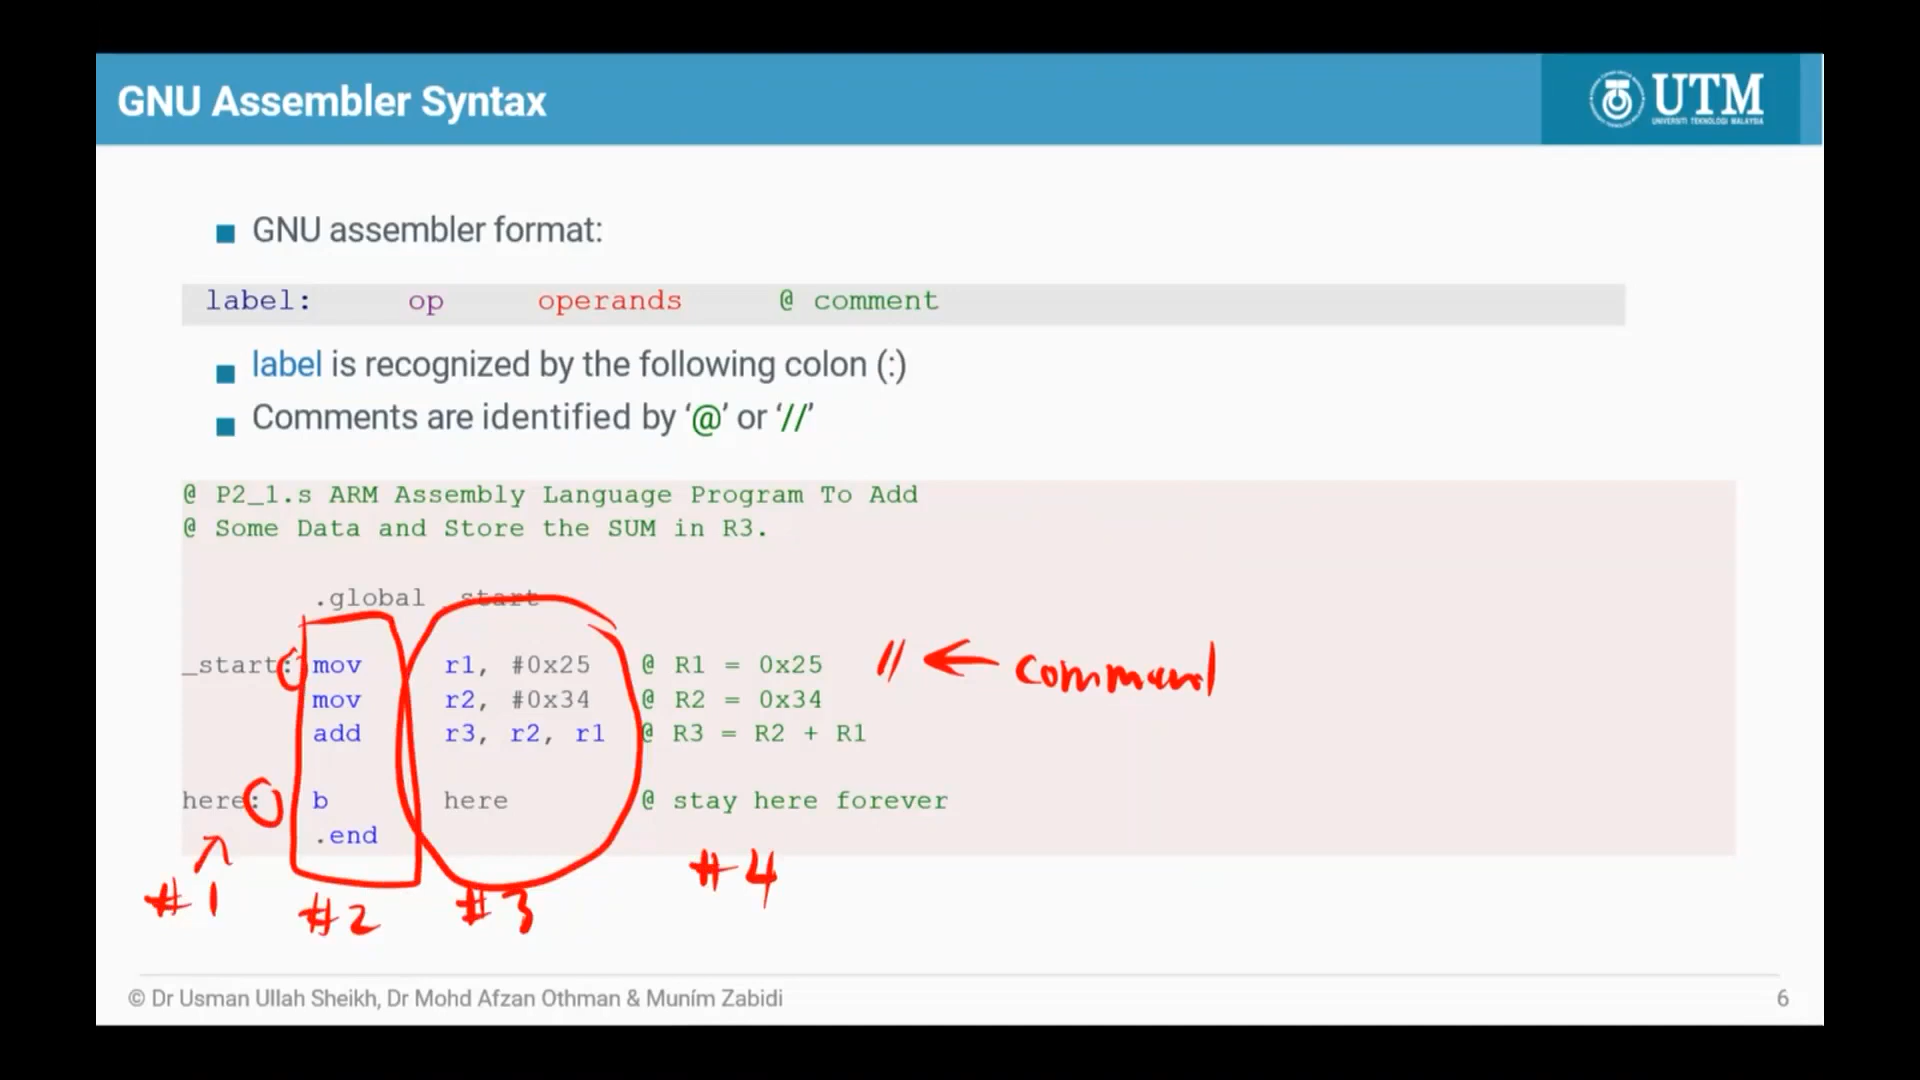 GNU Assembler Syntax
UTM
UNIVERSITI TEKNOLOGI MALAYSIA
GNU assembler format:
label: op operands @ comment
label is recognized by the following colon (:)
Comments are identified by ‘@’ or ‘//’
@ P2_1.s ARM Assembly Language Program To Add
@ Some Data and Store the SUM in R3.
.global _start
_start: mov r1, #0x25 @ R1 = 0x25 // ← command
mov r2, #0x34 @ R2 = 0x34
add r3, r2, r1 @ R3 = R2 + R1
here: b here @ stay here forever
.end
#1 #2 #3 #4
© Dr Usman Ullah Sheikh, Dr Mohd Afzan Othman & Muním Zabidi
6